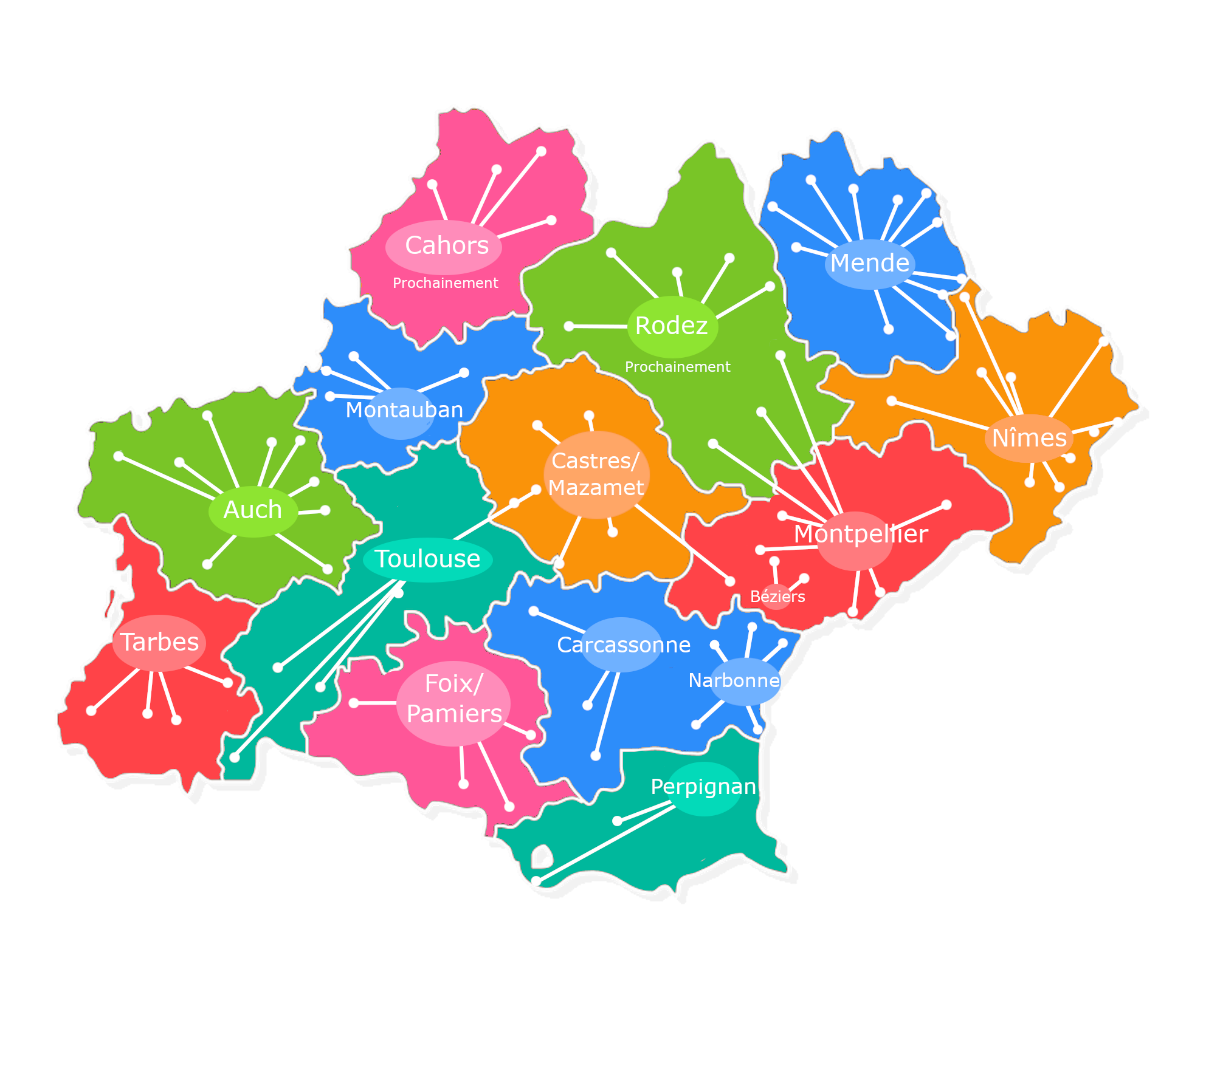 Cahors
Prochainement
Mende
Rodez
Prochainement
Montauban
Nîmes
Castres/
Mazamet
Auch
Montpellier
Toulouse
Béziers
Tarbes
Carcassonne
Narbonne
Foix/
Pamiers
Perpignan